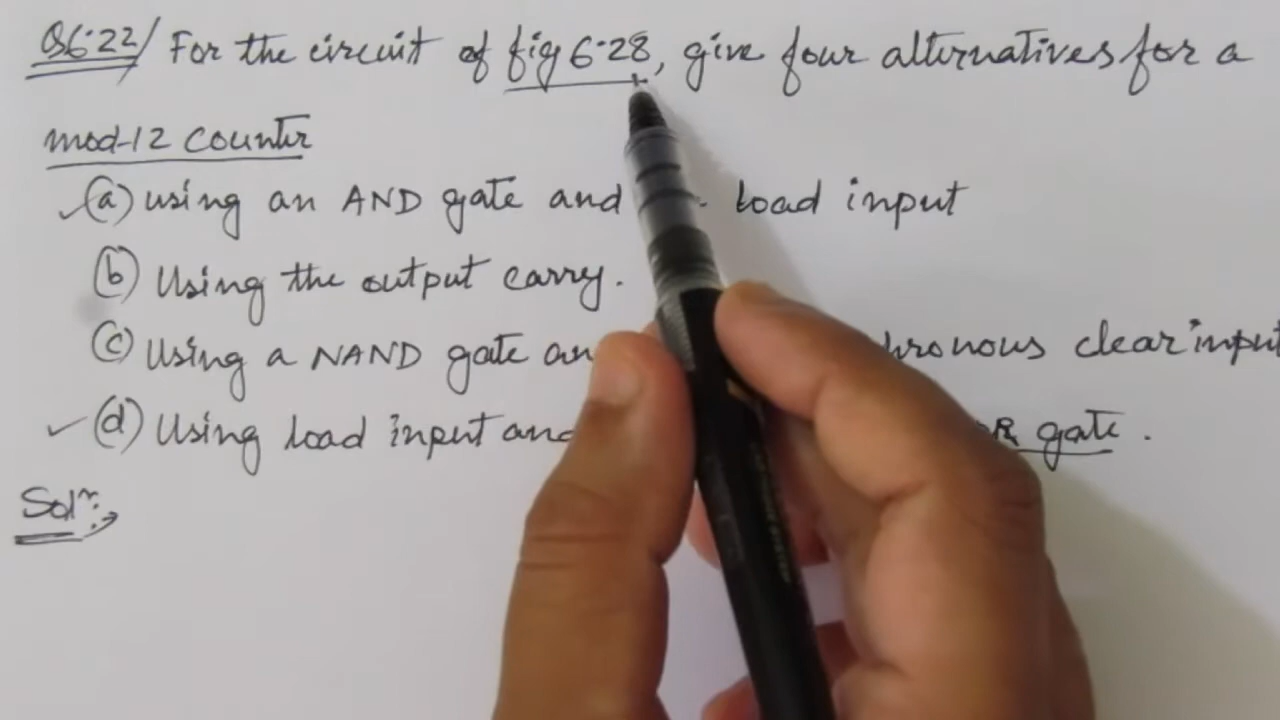 Q6.22/ For the circuit of fig 6.28, give four alternatives for a
mod-12 counter
(a) using an AND gate and load input
(b) Using the output carry.
(c) Using a NAND gate an hronous clear input
(d) Using load input and R gate.
Solⁿ: